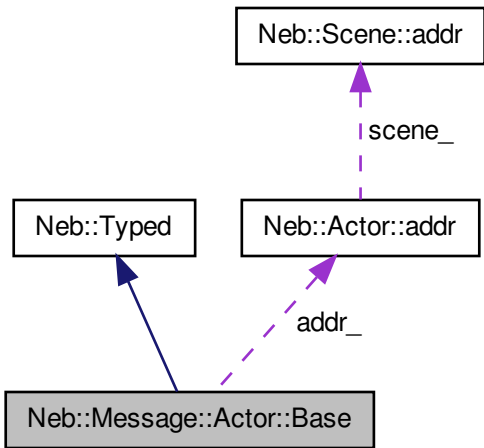 Neb::Scene::addr
scene_
Neb::Typed
Neb::Actor::addr
addr_
Neb::Message::Actor::Base